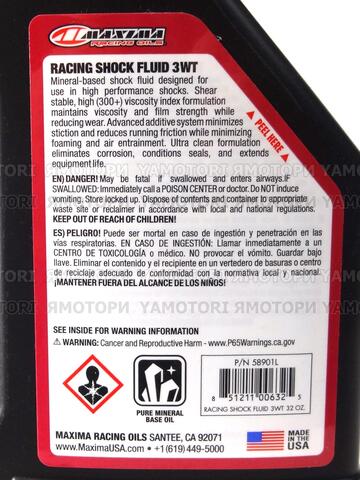 MAXIMA
RACING OILS
RACING SHOCK FLUID 3WT
Mineral-based shock fluid designed for
use in high performance shocks. Shear
stable, high (300+) viscosity index formulation
maintains viscosity and film strength while
reducing wear. Advanced additive system minimizes
stiction and reduces running friction while minimizing
foaming and air entrainment. Ultra clean formulation
eliminates corrosion, conditions seals, and extends
equipment life.
PEEL HERE
EN) DANGER! May be fatal if swallowed and enters airways. IF
SWALLOWED: Immediately call a POISON CENTER or doctor. Do NOT induce
vomiting. Store locked up. Dispose of contents and container to appropriate
waste site or reclaimer in accordance with local and national regulations.
KEEP OUT OF REACH OF CHILDREN!
ES) PELIGRO! Puede ser mortal en caso de ingestión y penetración en las
vías respiratorias. EN CASO DE INGESTIÓN: Llamar inmediatamente a un
CENTRO DE TOXICOLOGÍA o médico. NO provocar el vómito. Guardar bajo
llave. Eliminar el contenido y el recipiente en un vertedero de basuras o centro
de reciclaje adecuado de conformidad con la normativa local y nacional.
¡MANTENER FUERA DEL ALCANCE DE LOS NIÑOS!
YAMOTORI ЯМОТОРИ YAMOTORI ЯМОТОРИ
SEE INSIDE FOR WARNING INFORMATION
WARNING: Cancer and Reproductive Harm - www.P65Warnings.ca.gov
P/N 58901L
8 51211 00632 5
RACING SHOCK FLUID 3WT 32 OZ.
PURE MINERAL
BASE OIL
MAXIMA RACING OILS SANTEE, CA 92071
www.MaximaUSA.com • +1(619)449-5000
MADE IN
THE USA